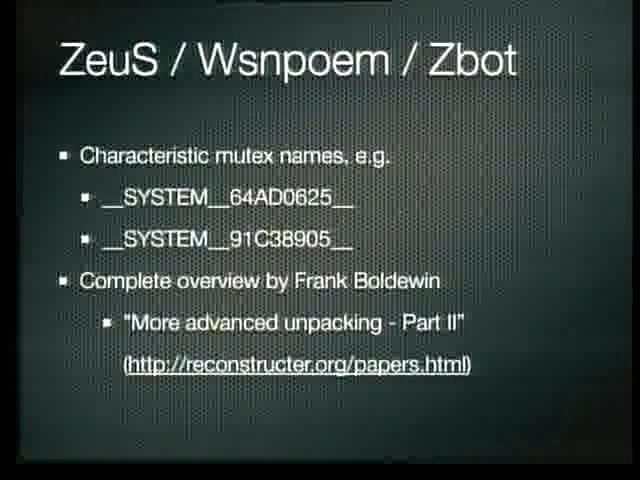 ZeuS / Wsnpoem / Zbot
Characteristic mutex names, e.g.
__SYSTEM__64AD0625__
__SYSTEM__91C38905__
Complete overview by Frank Boldewin
"More advanced unpacking - Part II"
(http://reconstructer.org/papers.html)